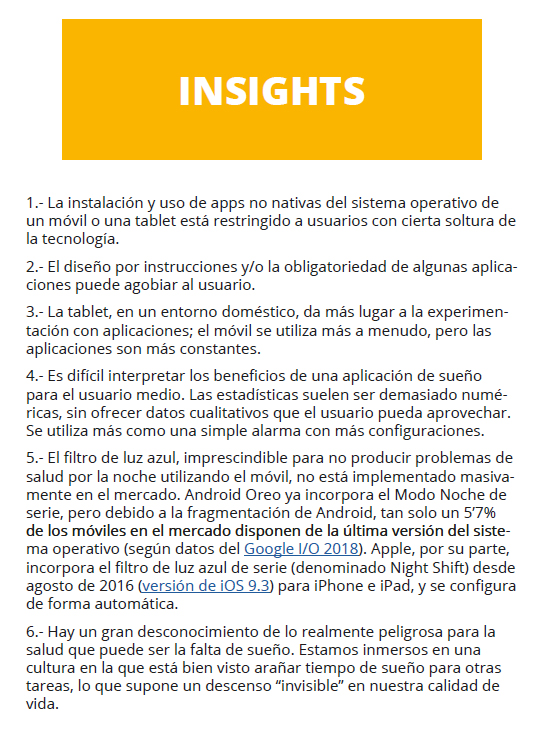 INSIGHTS
1.- La instalación y uso de apps no nativas del sistema operativo de
un móvil o una tablet está restringido a usuarios con cierta soltura de
la tecnología.
2.- El diseño por instrucciones y/o la obligatoriedad de algunas aplica-
ciones puede agobiar al usuario.
3.- La tablet, en un entorno doméstico, da más lugar a la experimen-
tación con aplicaciones; el móvil se utiliza más a menudo, pero las
aplicaciones son más constantes.
4.- Es difícil interpretar los beneficios de una aplicación de sueño
para el usuario medio. Las estadísticas suelen ser demasiado numé-
ricas, sin ofrecer datos cualitativos que el usuario pueda aprovechar.
Se utiliza más como una simple alarma con más configuraciones.
5.- El filtro de luz azul, imprescindible para no producir problemas de
salud por la noche utilizando el móvil, no está implementado masiva-
mente en el mercado. Android Oreo ya incorpora el Modo Noche de
serie, pero debido a la fragmentación de Android, tan solo un 5'7%
de los móviles en el mercado disponen de la última versión del siste-
ma operativo (según datos del Google I/O 2018). Apple, por su parte,
incorpora el filtro de luz azul de serie (denominado Night Shift) desde
agosto de 2016 (versión de iOS 9.3) para iPhone e iPad, y se configura
de forma automática.
6.- Hay un gran desconocimiento de lo realmente peligrosa para la
salud que puede ser la falta de sueño. Estamos inmersos en una
cultura en la que está bien visto arañar tiempo de sueño para otras
tareas, lo que supone un descenso “invisible” en nuestra calidad de
vida.